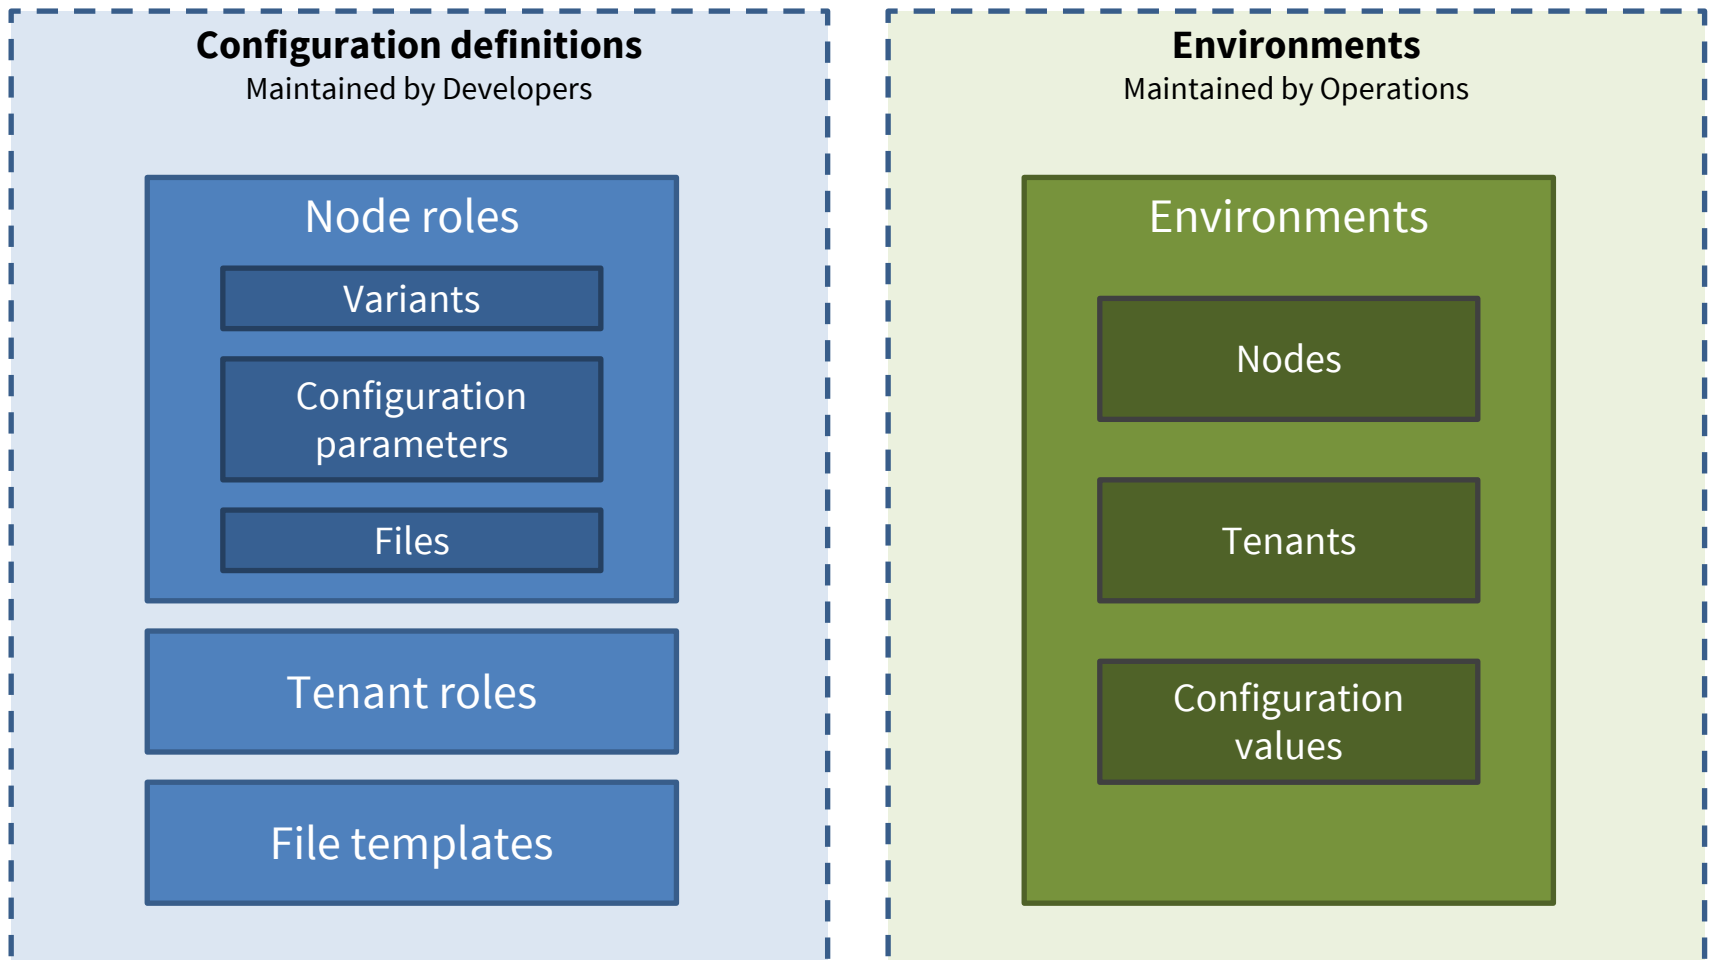 Configuration definitions
Maintained by Developers
Node roles
Variants
Configuration
parameters
Files
Tenant roles
File templates
Environments
Maintained by Operations
Environments
Nodes
Tenants
Configuration
values